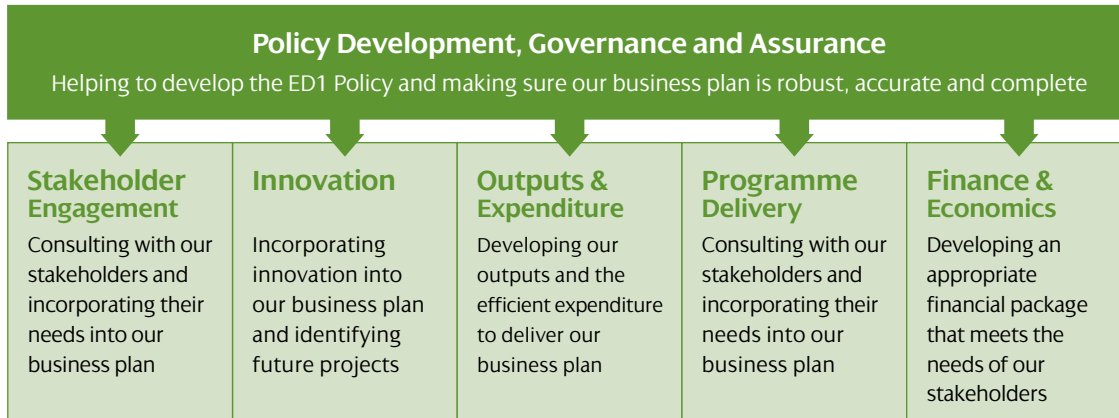 Policy Development, Governance and Assurance
Helping to develop the ED1 Policy and making sure our business plan is robust, accurate and complete
Stakeholder
Engagement
Consulting with our
stakeholders and
incorporating their
needs into our
business plan
Innovation
Incorporating
innovation into
our business plan
and identifying
future projects
Outputs &
Expenditure
Developing our
outputs and the
efficient expenditure
to deliver our
business plan
Programme
Delivery
Consulting with our
stakeholders and
incorporating their
needs into our
business plan
Finance &
Economics
Developing an
appropriate
financial package
that meets the
needs of our
stakeholders